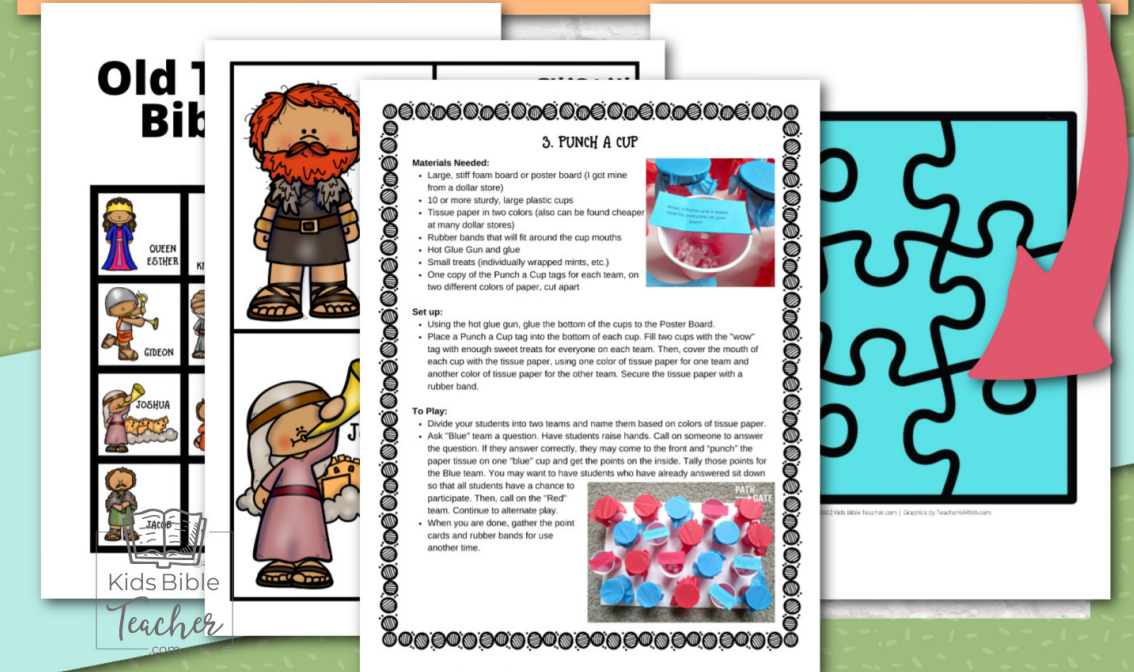 Old T
Bib
QUEEN
ESTHER
GIDEON
JOSHUA
JACOB
3. PUNCH A CUP
Materials Needed:
• Large, stiff foam board or poster board (I got mine
from a dollar store)
• 10 or more sturdy, large plastic cups
• Tissue paper in two colors (also can be found cheaper
at many dollar stores)
• Rubber bands that will fit around the cup mouths
• Hot Glue Gun and glue
• Small treats (individually wrapped mints, etc.)
• One copy of the Punch a Cup tags for each team, on
two different colors of paper, cut apart
Set up:
• Using the hot glue gun, glue the bottom of the cups to the Poster Board.
• Place a Punch a Cup tag into the bottom of each cup. Fill two cups with the "wow"
tag with enough sweet treats for everyone on each team. Then, cover the mouth of
each cup with the tissue paper, using one color of tissue paper for one team and
another color of tissue paper for the other team. Secure the tissue paper with a
rubber band.
To Play:
• Divide your students into two teams and name them based on colors of tissue paper.
• Ask "Blue" team a question. Have students raise hands. Call on someone to answer
the question. If they answer correctly, they may come to the front and "punch" the
paper tissue on one "blue" cup and get the points on the inside. Tally those points for
the Blue team. You may want to have students who have already answered sit down
so that all students have a chance to
participate. Then, call on the "Red"
team. Continue to alternate play.
• When you are done, gather the point
cards and rubber bands for use
another time.
PATH
GATE
Kids Bible Teacher.com | Graphics by TeacherKARMA.com
Kids Bible
Teacher
.com